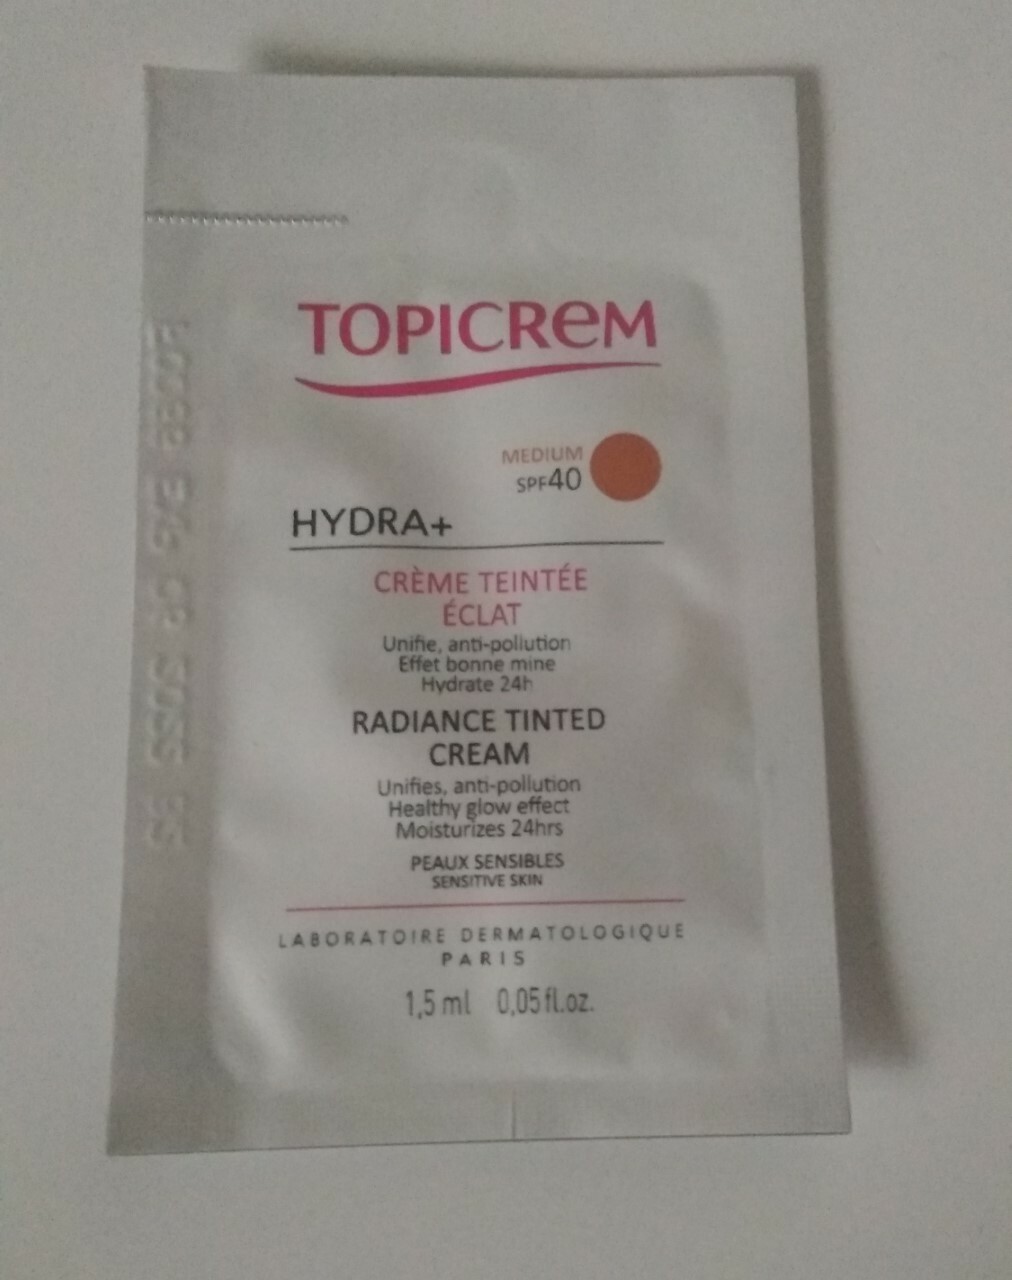 TOPICREM
MEDIUM
SPF40
HYDRA+
CRÈME TEINTÉE
ÉCLAT
Unifie, anti-pollution
Effet bonne mine
Hydrate 24h
RADIANCE TINTED
CREAM
Unifies, anti-pollution
Healthy glow effect
Moisturizes 24hrs
PEAUX SENSIBLES
SENSITIVE SKIN
LABORATOIRE DERMATOLOGIQUE
PARIS
1,5 ml 0,05 fl.oz.